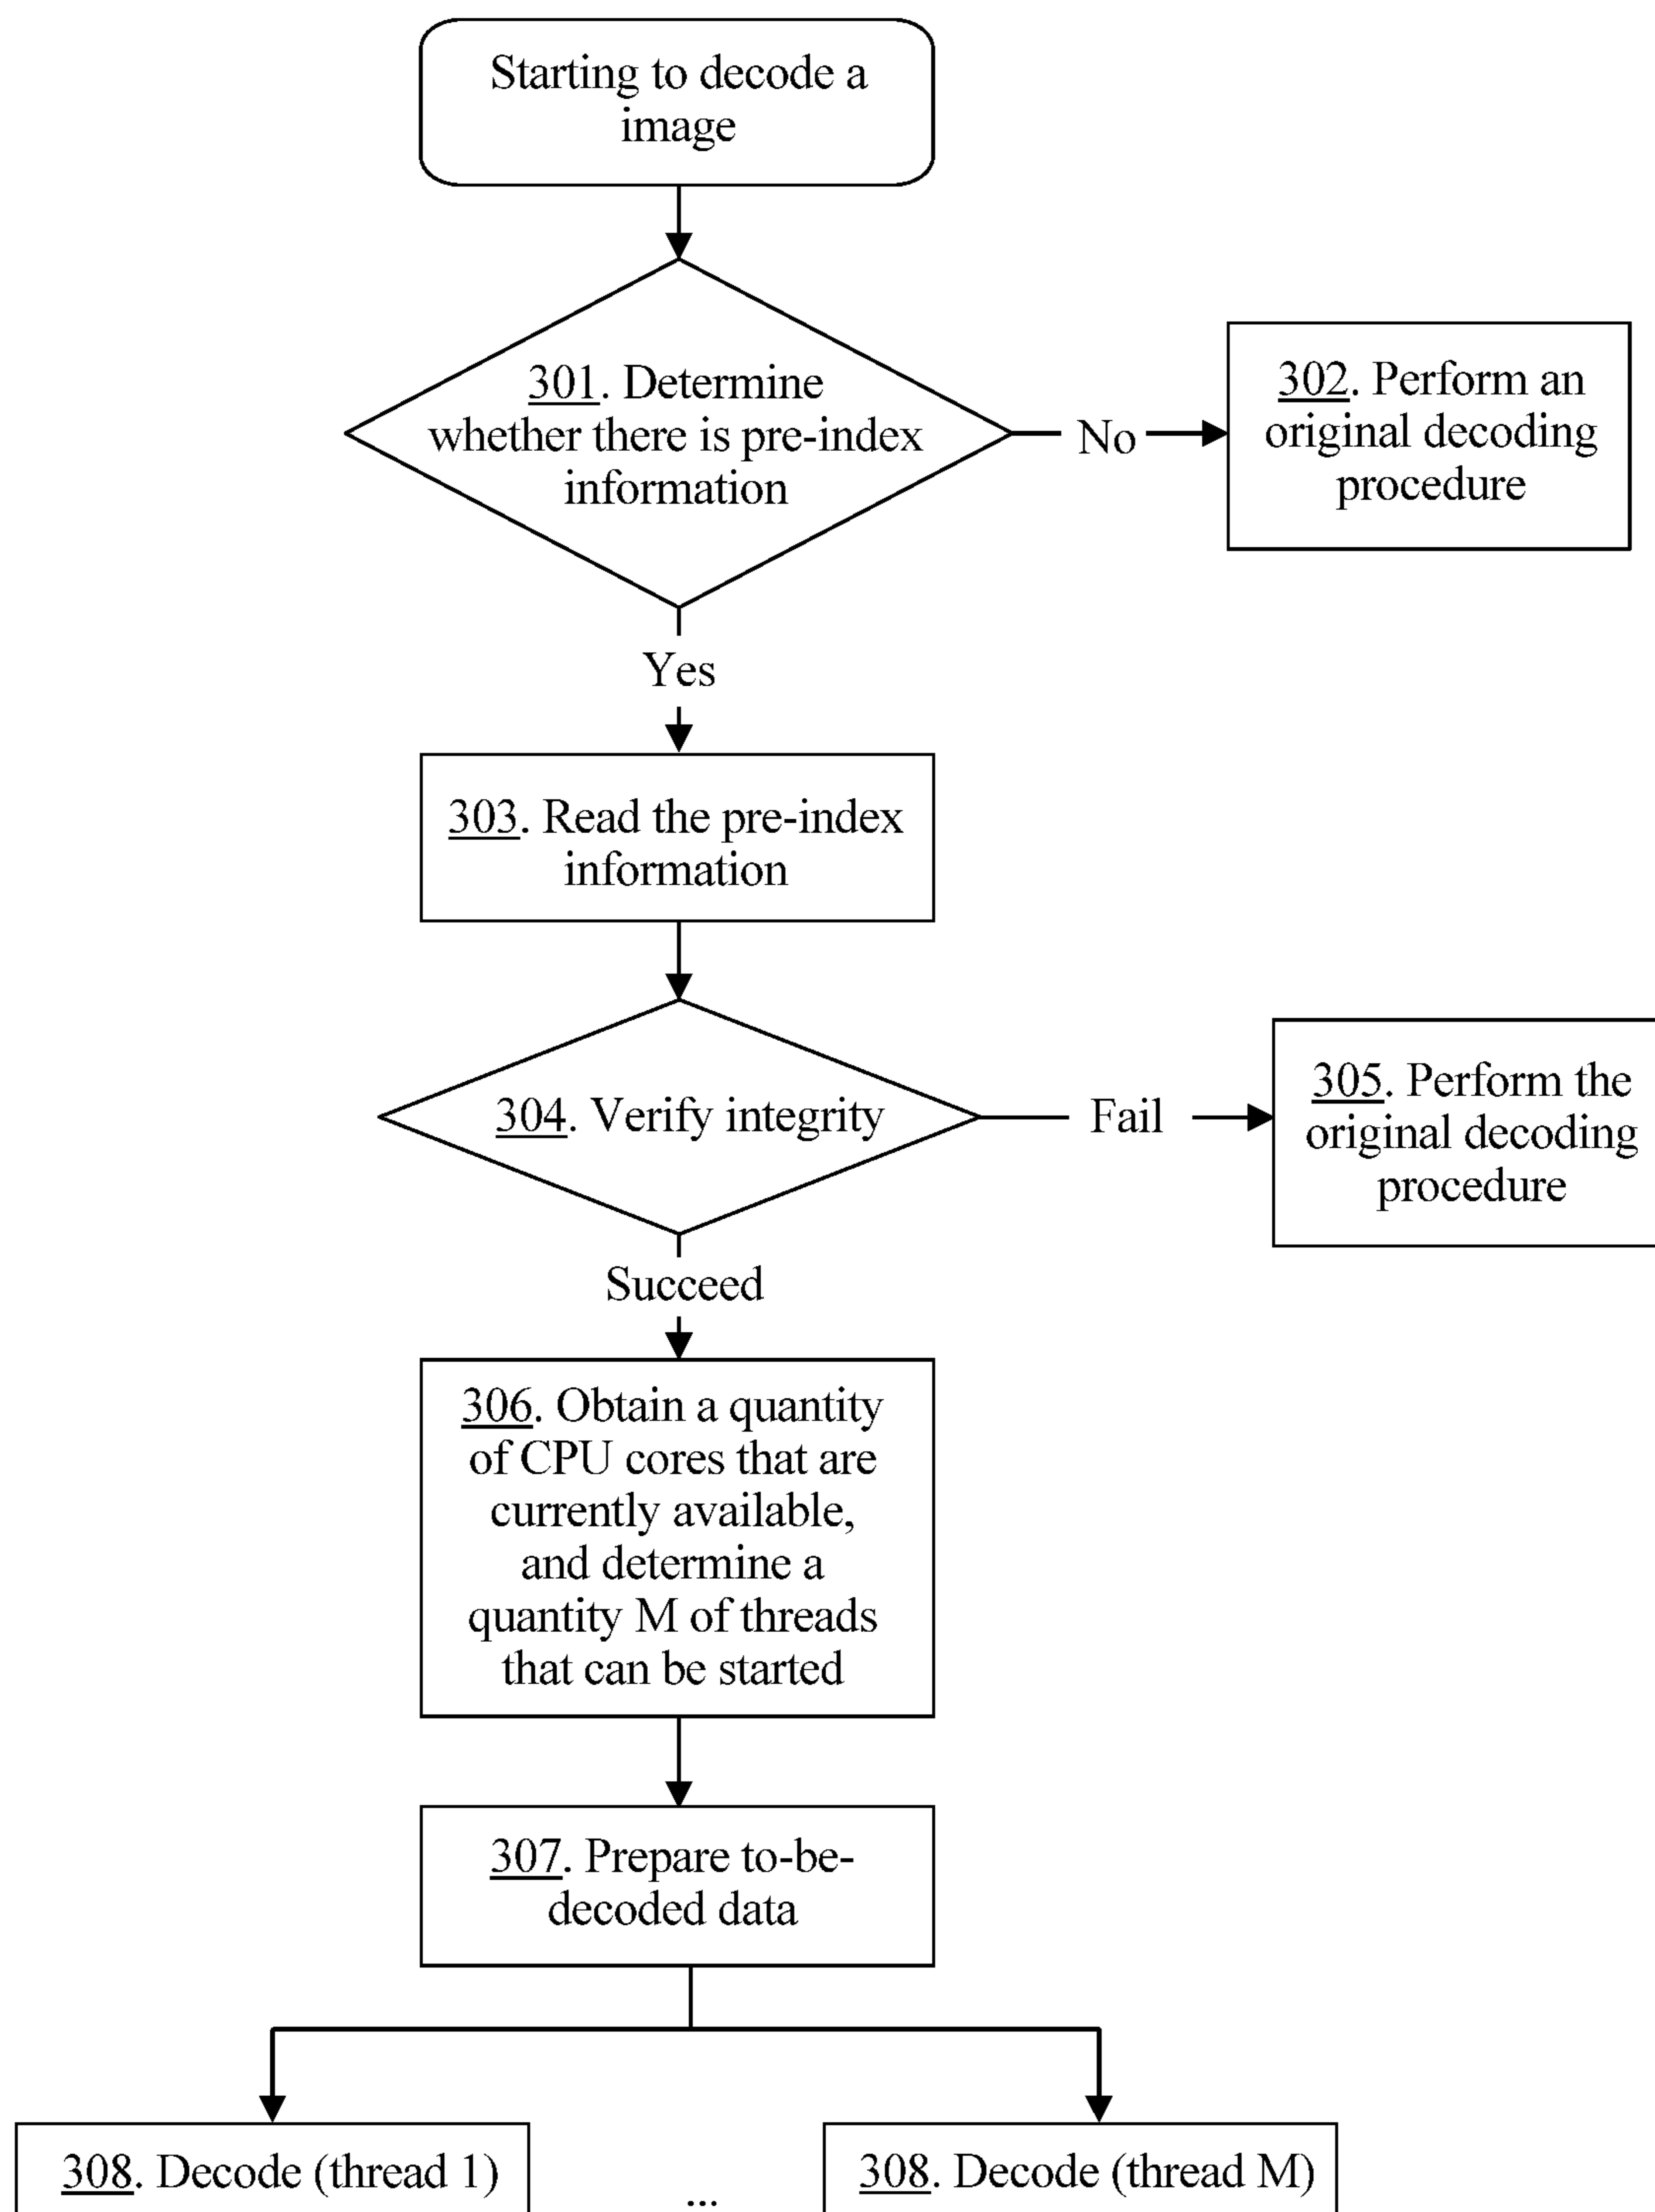 Starting to decode a
image
301. Determine
whether there is pre-index
information
No
302. Perform an
original decoding
procedure
Yes
303. Read the pre-index
information
304. Verify integrity
Fail
305. Perform the
original decoding
procedure
Succeed
306. Obtain a quantity
of CPU cores that are
currently available,
and determine a
quantity M of threads
that can be started
307. Prepare to-be-
decoded data
308. Decode (thread 1)
...
308. Decode (thread M)